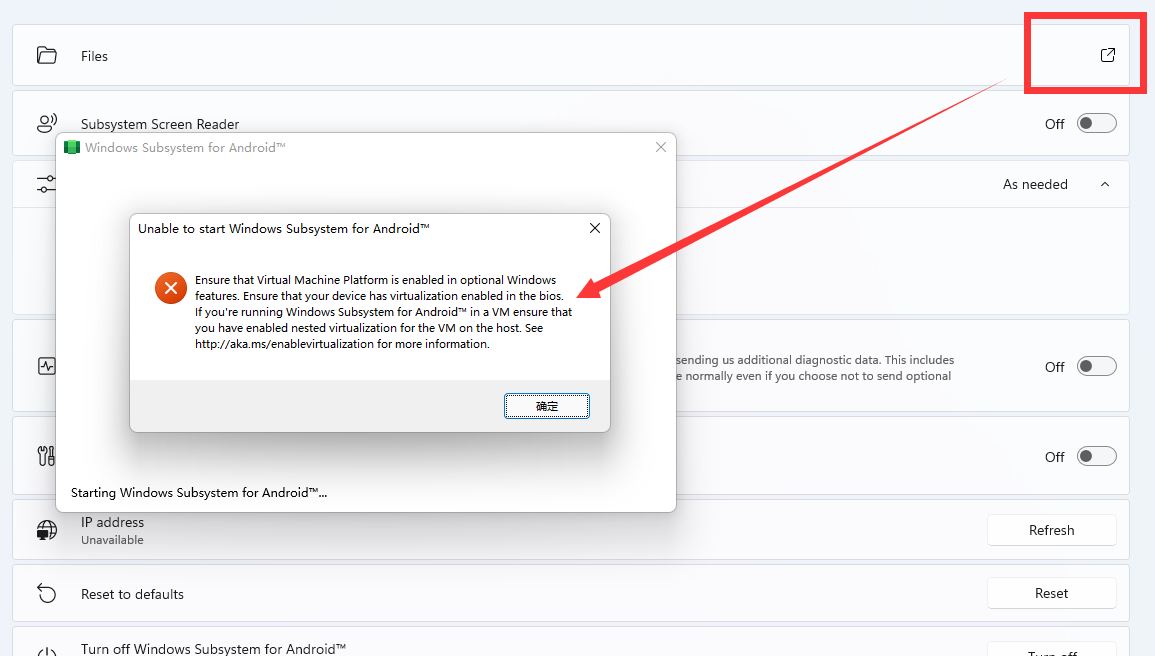 Files
Subsystem Screen Reader
Off
Windows Subsystem for Android™
As needed
Unable to start Windows Subsystem for Android™
Ensure that Virtual Machine Platform is enabled in optional Windows
features. Ensure that your device has virtualization enabled in the bios.
If you're running Windows Subsystem for Android™ in a VM ensure that
you have enabled nested virtualization for the VM on the host. See
http://aka.ms/enablevirtualization for more information.
确定
sending us additional diagnostic data. This includes
normally even if you choose not to send optional
Off
Off
Starting Windows Subsystem for Android™...
IP address
Unavailable
Refresh
Reset to defaults
Reset
Turn off Windows Subsystem for Android™
Turn off